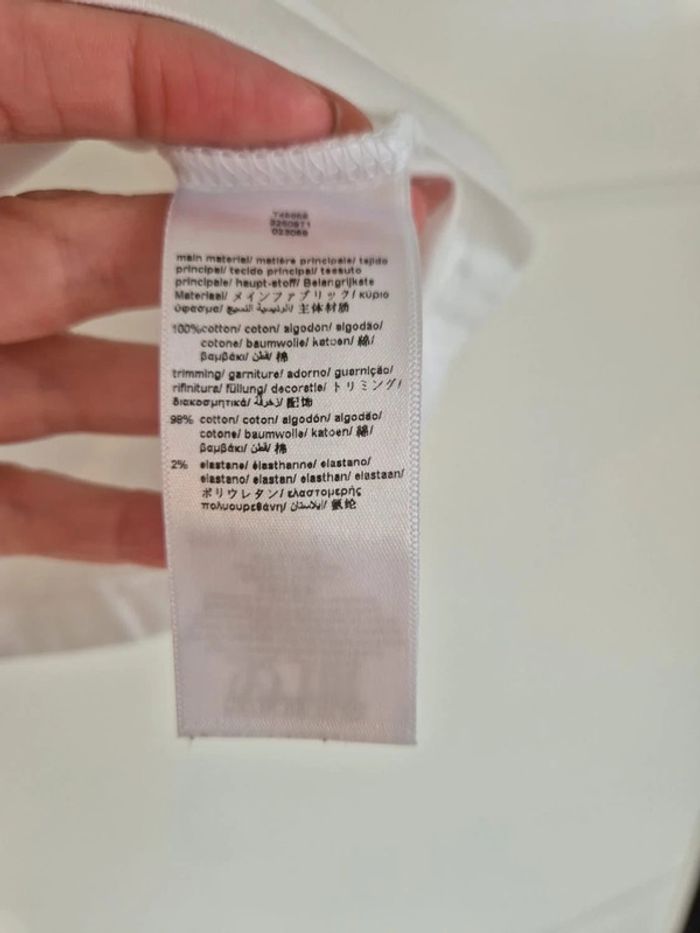 main material/ matière principale/ tejido
principal/ tecido principal/ tessuto
principale/ haupt-stoff/ Belangrijkste
Materiaal/ メインファブリック/ κύριο
ύφασμα/ النسيج الرئيسية/ 主体材质
100%cotton/ coton/ algodon/ algodão/
cotone/ baumwolle/ katoen/ 綿/
βαμβάκι/ قطن/ 棉
trimming/ garniture/ adorno/ guarnição/
rifinitura/ füllung/ decoratie/ トリミング/
διακοσμητικά/ زخرفة/ 配饰
98% cotton/ coton/ algodón/ algodão/
cotone/ baumwolle/ katoen/ 綿/
βαμβάκι/ قطن/ 棉
2% elastane/ élasthanne/ elastano/
elastano/ elastan/ elasthan/ elastaan/
ポリウレタン/ ελαστομερής
πολυουρεθάνη/ إيلاستان/ 氨纶